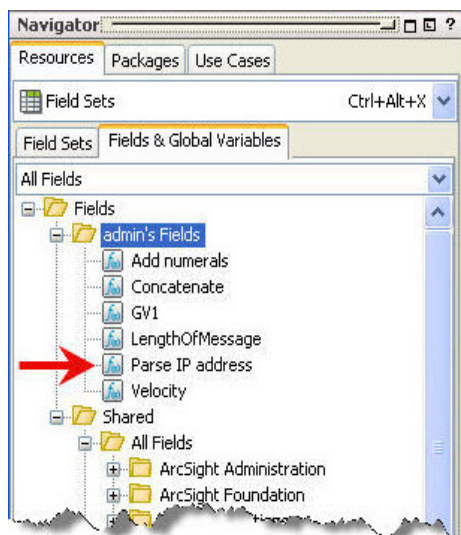 Navigator ?
Resources Packages Use Cases
Field Sets Ctrl+Alt+X
Field Sets Fields & Global Variables
All Fields
Fields
admin's Fields
Add numerals
Concatenate
GV1
LengthOfMessage
Parse IP address
Velocity
Shared
All Fields
ArcSight Administration
ArcSight Foundation